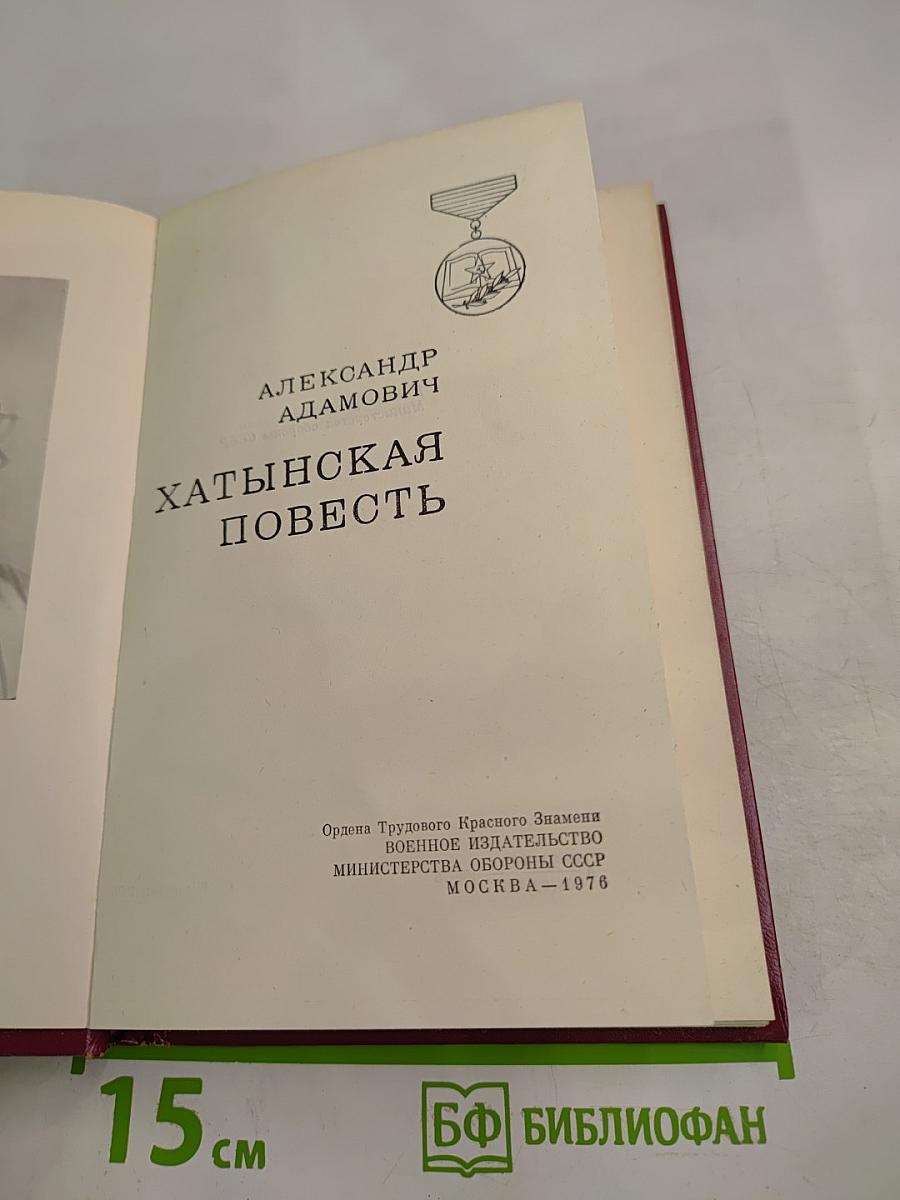 АЛЕКСАНДР
АДАМОВИЧ
ХАТЫНСКАЯ
ПОВЕСТЬ
Ордена Трудового Красного Знамени
ВОЕННОЕ ИЗДАТЕЛЬСТВО
МИНИСТЕРСТВА ОБОРОНЫ СССР
МОСКВА — 1976
15 см
БФ БИБЛИОФАН